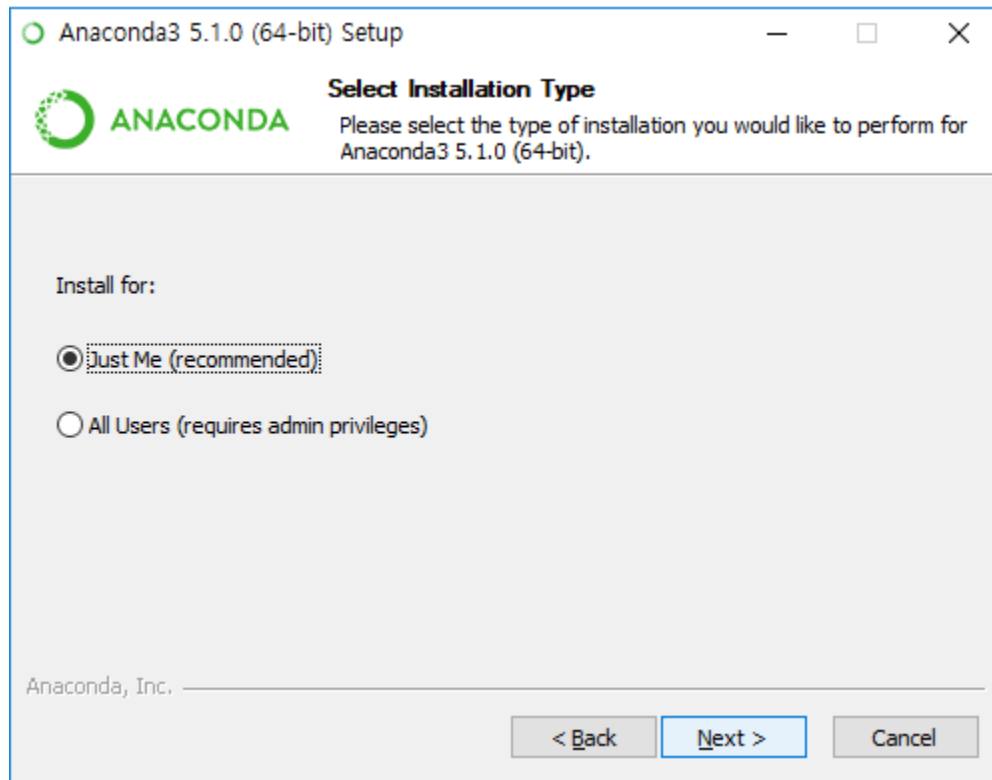 Anaconda3 5.1.0 (64-bit) Setup
ANACONDA
Select Installation Type
Please select the type of installation you would like to perform for
Anaconda3 5.1.0 (64-bit).
Install for:
Just Me (recommended)
All Users (requires admin privileges)
Anaconda, Inc.
< Back
Next >
Cancel